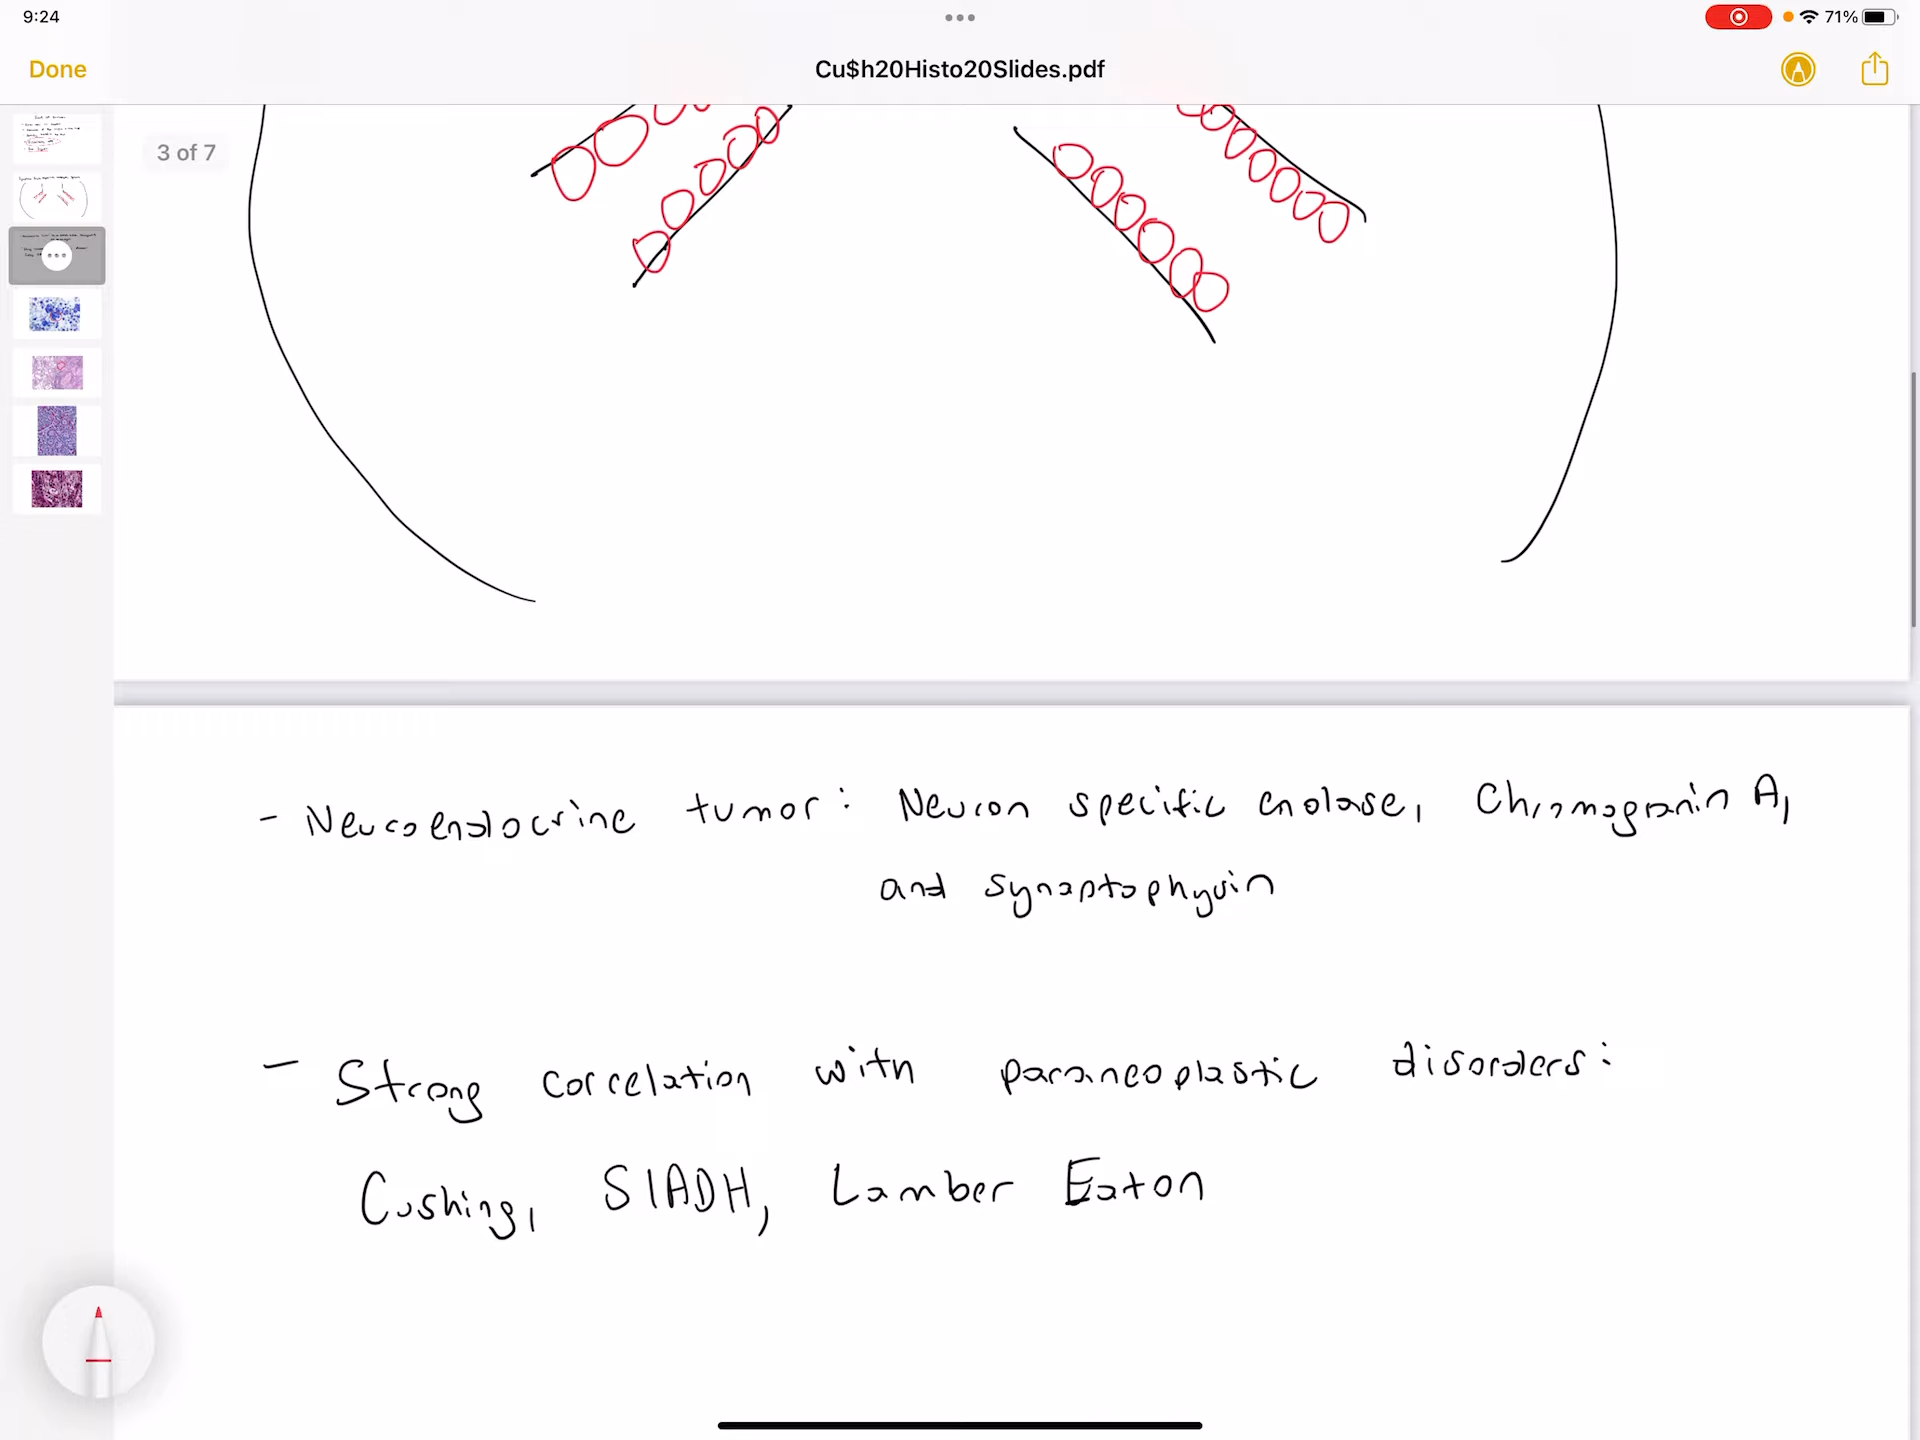 9:24
71%
Done
Cu$h20Histo20Slides.pdf
3 of 7
- Neuroendocrine tumor: Neuron specific enolase, Chromogranin A,
and synaptophysin
- Strong correlation with paraneoplastic disorders:
Cushing, SIADH, Lamber Eaton